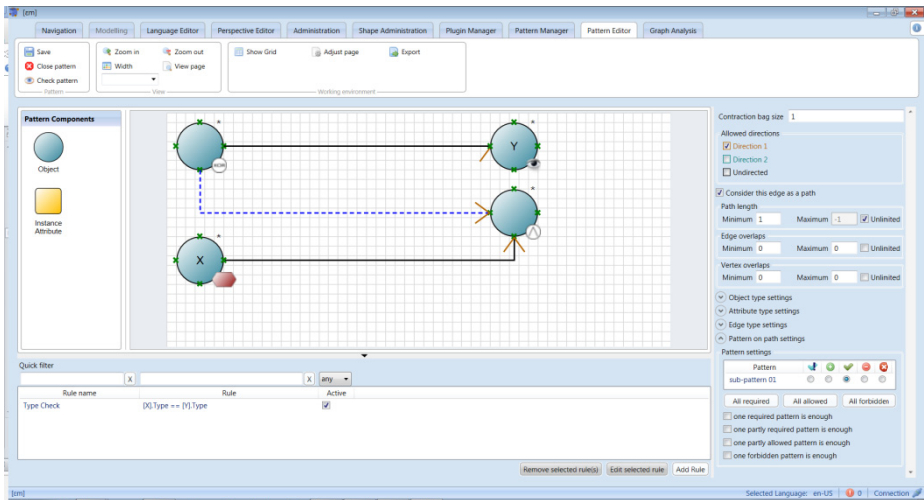 [εm]
Navigation Modelling Language Editor Perspective Editor Administration Shape Administration Plugin Manager Pattern Manager Pattern Editor Graph Analysis
Save Zoom in Zoom out Show Grid Adjust page Export
Close pattern Width View page
Check pattern
Pattern View Working environment
Pattern Components
Object
Instance
Attribute
* *
Y
*
*
X
Contraction bag size 1
Allowed directions
Direction 1
Direction 2
Undirected
Consider this edge as a path
Path length
Minimum 1 Maximum -1 Unlimited
Edge overlaps
Minimum 0 Maximum 0 Unlimited
Vertex overlaps
Minimum 0 Maximum 0 Unlimited
Object type settings
Attribute type settings
Edge type settings
Pattern on path settings
Pattern settings
Pattern
sub-pattern 01
All required All allowed All forbidden
one required pattern is enough
one partly required pattern is enough
one partly allowed pattern is enough
one forbidden pattern is enough
Quick filter
X X any
Rule name Rule Active
Type Check [X].Type == [Y].Type
Remove selected rule(s) Edit selected rule Add Rule
[εm] Selected Language: en-US 0 Connection